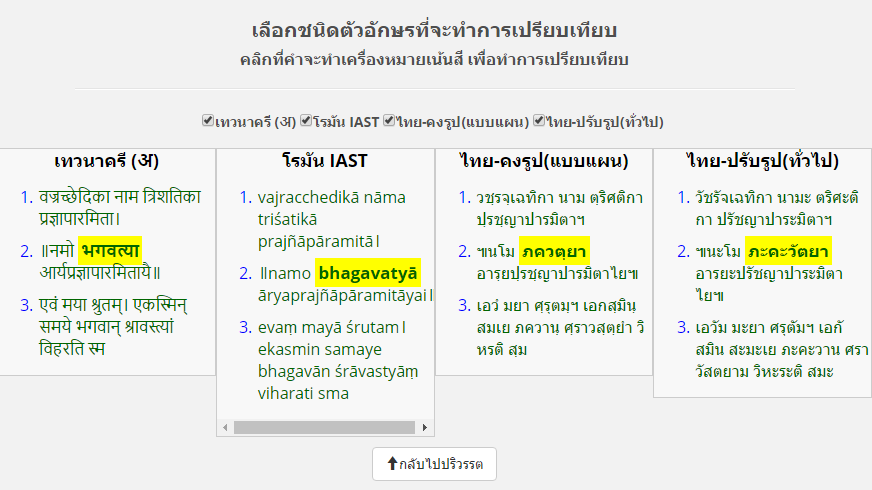 เลือกชนิดตัวอักษรที่จะทำการเปรียบเทียบ
คลิกที่คำจะทำเครื่องหมายเน้นสี เพื่อทำการเปรียบเทียบ
เทวนาครี (अ) โรมัน IAST ไทย-คงรูป(แบบแผน) ไทย-ปรับรูป(ทั่วไป)
เทวนาครี (अ)
1. वज्रच्छेदिका नाम त्रिशतिका
प्रज्ञापारमिता।
2. ॥नमो भगवत्या
आर्यप्रज्ञापारमितायै॥
3. एवं मया श्रुतम्। एकस्मिन्
समये भगवान् श्रावस्त्यां
विहरति स्म
โรมัน IAST
1. vajracchedikā nāma
triśatikā
prajñāpāramitā।
2. ॥namo bhagavatyā
āryaprajñāpāramitāyai॥
3. evaṃ mayā śrutam।
ekasmin samaye
bhagavān śrāvastyāṃ
viharati sma
ไทย-คงรูป(แบบแผน)
1. วชฺรจฺเฉทิกา นาม ตฺริศติกา
ปฺรชฺญาปารมิตาฯ
2. ๚นโม ภควตฺยา
อารฺยปฺรชฺญาปารมิตาไย๚
3. เอวํ มยา ศฺรุตมฺฯ เอกสฺมินฺ
สมเย ภควานฺ ศฺราวสฺตฺยำ วิ
หรติ สฺม
ไทย-ปรับรูป(ทั่วไป)
1. วัชรัจเฉทิกา นามะ ตริศะติ
กา ปรัชญาปาระมิตาฯ
2. ๚นะโม ภะคะวัตยา
อารยะปรัชญาปาระมิตา
ไย๚
3. เอวัม มะยา ศรุตัมฯ เอกั
สมิน สะมะเย ภะคะวาน ศรา
วัสตยาม วิหะระติ สมะ
กลับไปปริวรรต